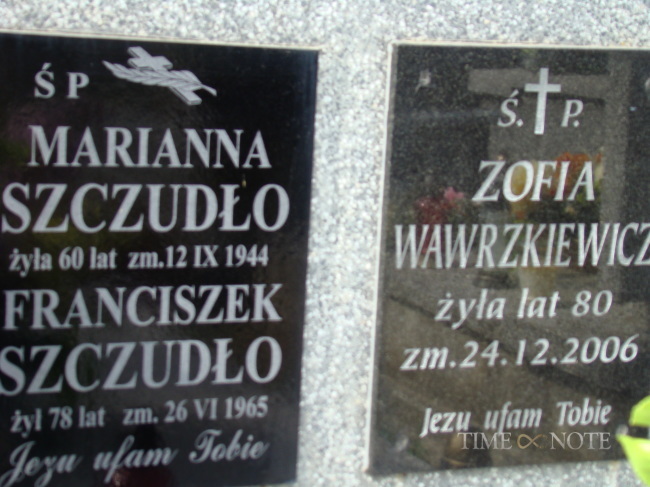 Ś P
MARIANNA
SZCZUDŁO
żyła 60 lat zm.12 IX 1944
FRANCISZEK
SZCZUDŁO
żył 78 lat zm. 26 VI 1965
Jezu ufam Tobie
Ś. P.
ZOFIA
WAWRZKIEWICZ
żyła lat 80
zm.24.12.2006
Jezu ufam Tobie
TIME NOTE